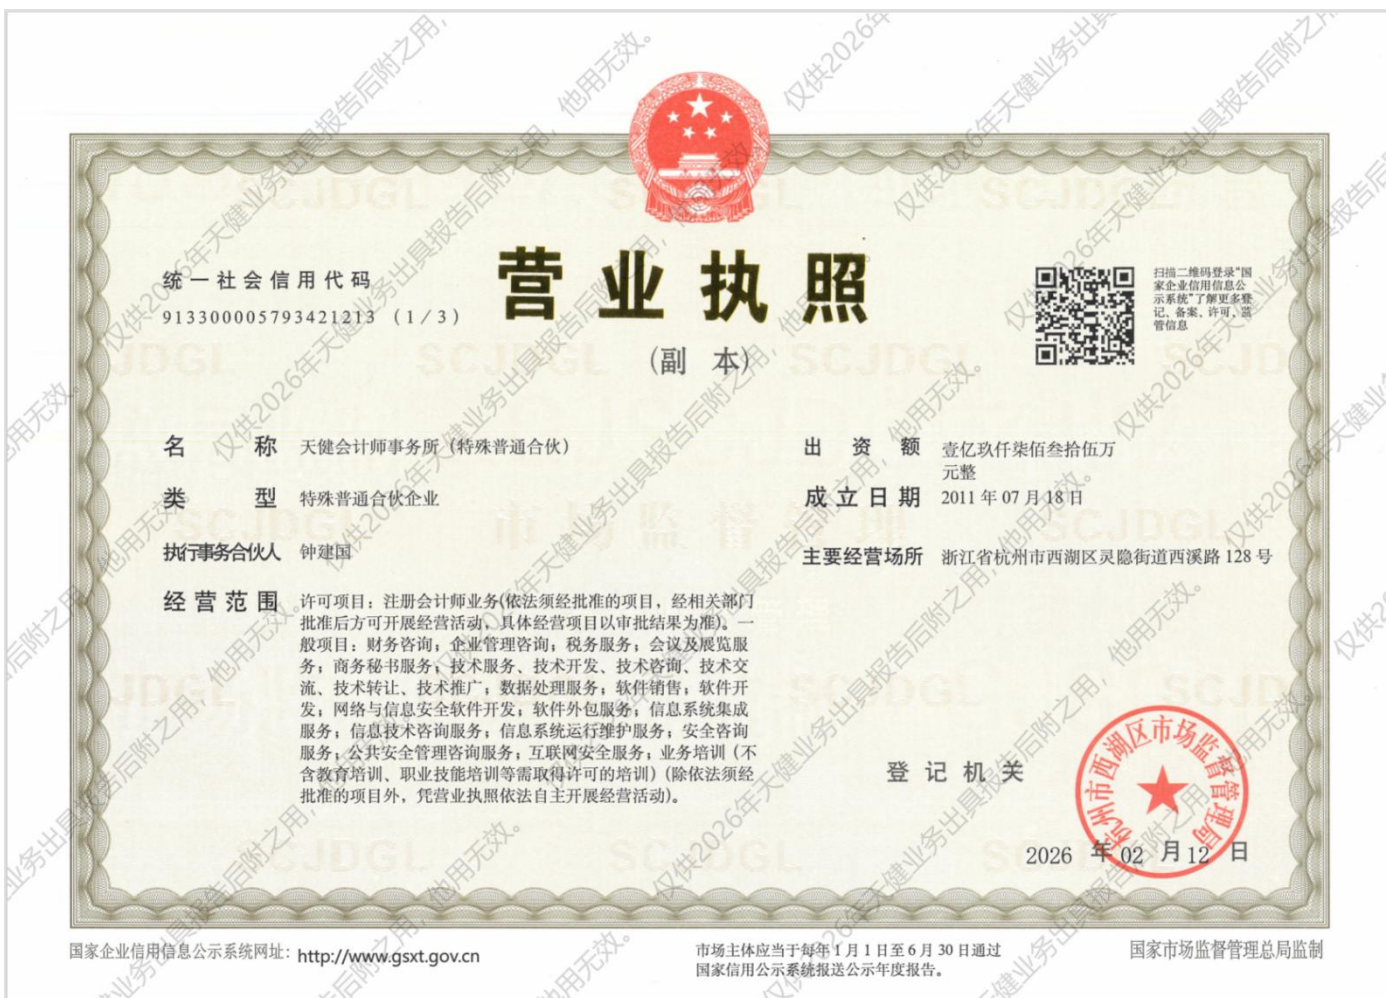 营业执照
(副 本)
统一社会信用代码
913300005793421213 (1/3)
扫描二维码登录“国
家企业信用信息公
示系统”了解更多登
记、备案、许可、监
管信息
名 称 天健会计师事务所（特殊普通合伙）
类 型 特殊普通合伙企业
执行事务合伙人 钟建国
经营范围 许可项目：注册会计师业务(依法须经批准的项目，经相关部门
批准后方可开展经营活动，具体经营项目以审批结果为准)。一
般项目：财务咨询；企业管理咨询；税务服务；会议及展览服
务；商务秘书服务；技术服务、技术开发、技术咨询、技术交
流、技术转让、技术推广；数据处理服务；软件销售；软件开
发；网络与信息安全软件开发；软件外包服务；信息系统集成
服务；信息技术咨询服务；信息系统运行维护服务；安全咨询
服务；公共安全管理咨询服务；互联网安全服务；业务培训（不
含教育培训、职业技能培训等需取得许可的培训）(除依法须经
批准的项目外，凭营业执照依法自主开展经营活动)。
出 资 额 壹亿玖仟柒佰叁拾伍万
元整
成立日期 2011 年 07 月 18 日
主要经营场所 浙江省杭州市西湖区灵隐街道西溪路 128 号
登记机关
杭州市西湖区市场监督管理局
2026 年 02 月 12 日
国家企业信用信息公示系统网址：http://www.gsxt.gov.cn
市场主体应当于每年 1 月 1 日至 6 月 30 日通过
国家信用公示系统报送公示年度报告。
国家市场监督管理总局监制
仅供2026年天健业务出具报告后附之用，他用无效。
SCJDGL
市场监督管理